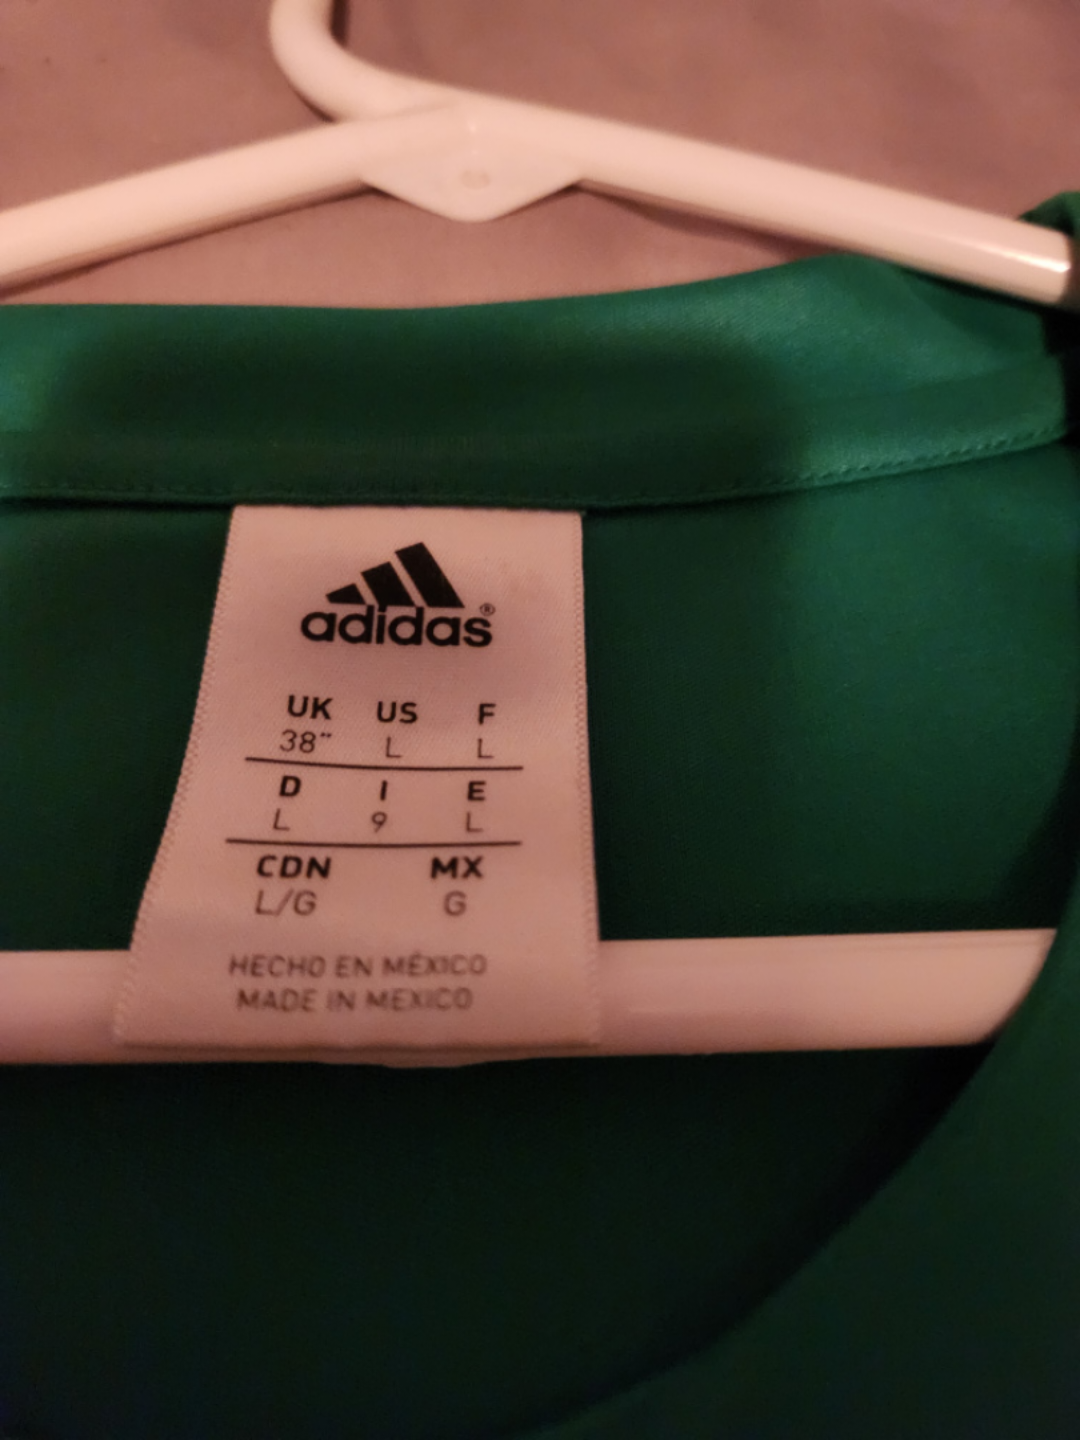 adidas®
UK US F
38" L L
D I E
L 9 L
CDN MX
L/G G
HECHO EN MÉXICO
MADE IN MEXICO